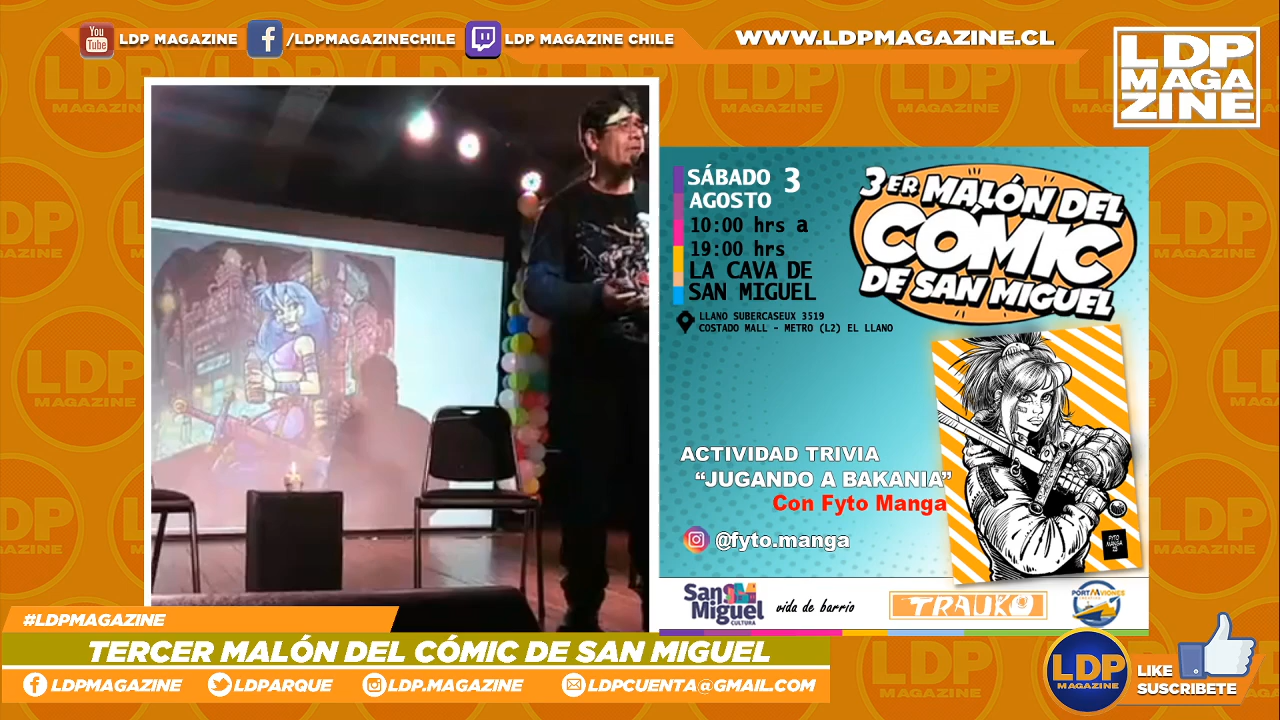 You
Tube
LDP MAGAZINE
/LDPMAGAZINECHILE
LDP MAGAZINE CHILE
WWW.LDPMAGAZINE.CL
LDP
MAGA
ZINE
SÁBADO 3
AGOSTO
10:00 hrs a
19:00 hrs
LA CAVA DE
SAN MIGUEL
LLANO SUBERCASEUX 3519
COSTADO MALL - METRO (L2) EL LLANO
3ER MALÓN DEL
CÓMIC
DE SAN MIGUEL
ACTIVIDAD TRIVIA
"JUGANDO A BAKANIA"
Con Fyto Manga
@fyto.manga
FYTO
MANGA
San
Miguel
CULTURA
vida de barrio
TRAUKO
#LDPMAGAZINE
TERCER MALÓN DEL CÓMIC DE SAN MIGUEL
LDPMAGAZINE
LDPARQUE
LDP.MAGAZINE
LDPCUENTA@GMAIL.COM
LDP
MAGAZINE
LIKE
SUSCRIBETE